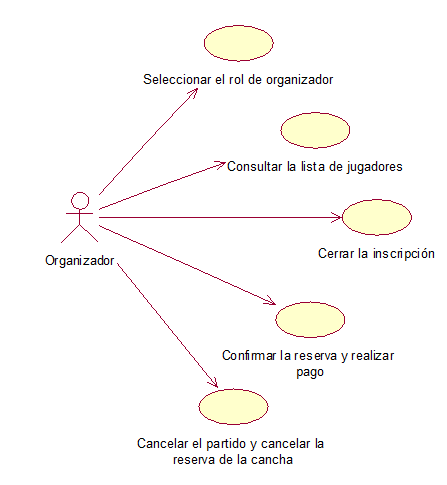 Seleccionar el rol de organizador
Consultar la lista de jugadores
Cerrar la inscripción
Organizador
Confirmar la reserva y realizar
pago
Cancelar el partido y cancelar la
reserva de la cancha